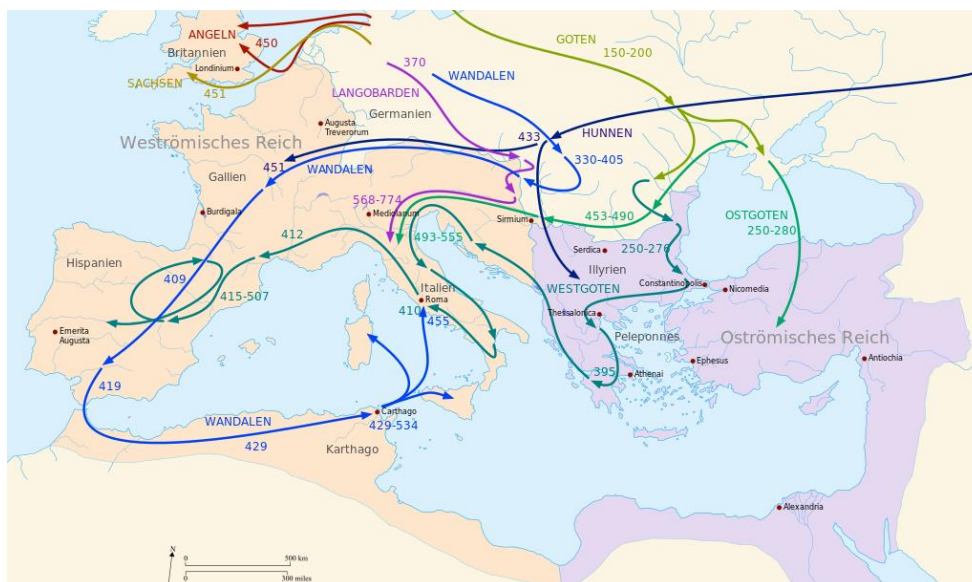 ANGELN
450
Britannien
Londinium
SACHSEN
451
GOTEN
150-200
370
WANDALEN
LANGOBARDEN
Germanien
Augusta
Treverorum
Weströmisches Reich
433
HUNNEN
330-405
451
WANDALEN
Gallien
568-774
Burdigala
Mediolanum
Sirmium
453-490
OSTGOTEN
250-280
412
493-555
Serdica
250-276
Illyrien
Hispanien
409
415-507
Italien
Roma
410
455
WESTGOTEN
Constantinopolis
Nicomedia
Thessalonica
Emerita
Augusta
Peleponnes
Oströmisches Reich
395
Athenai
Ephesus
Antiochia
419
WANDALEN
429
Carthago
429-534
Karthago
Alexandria
N
0
500 km
0
300 miles